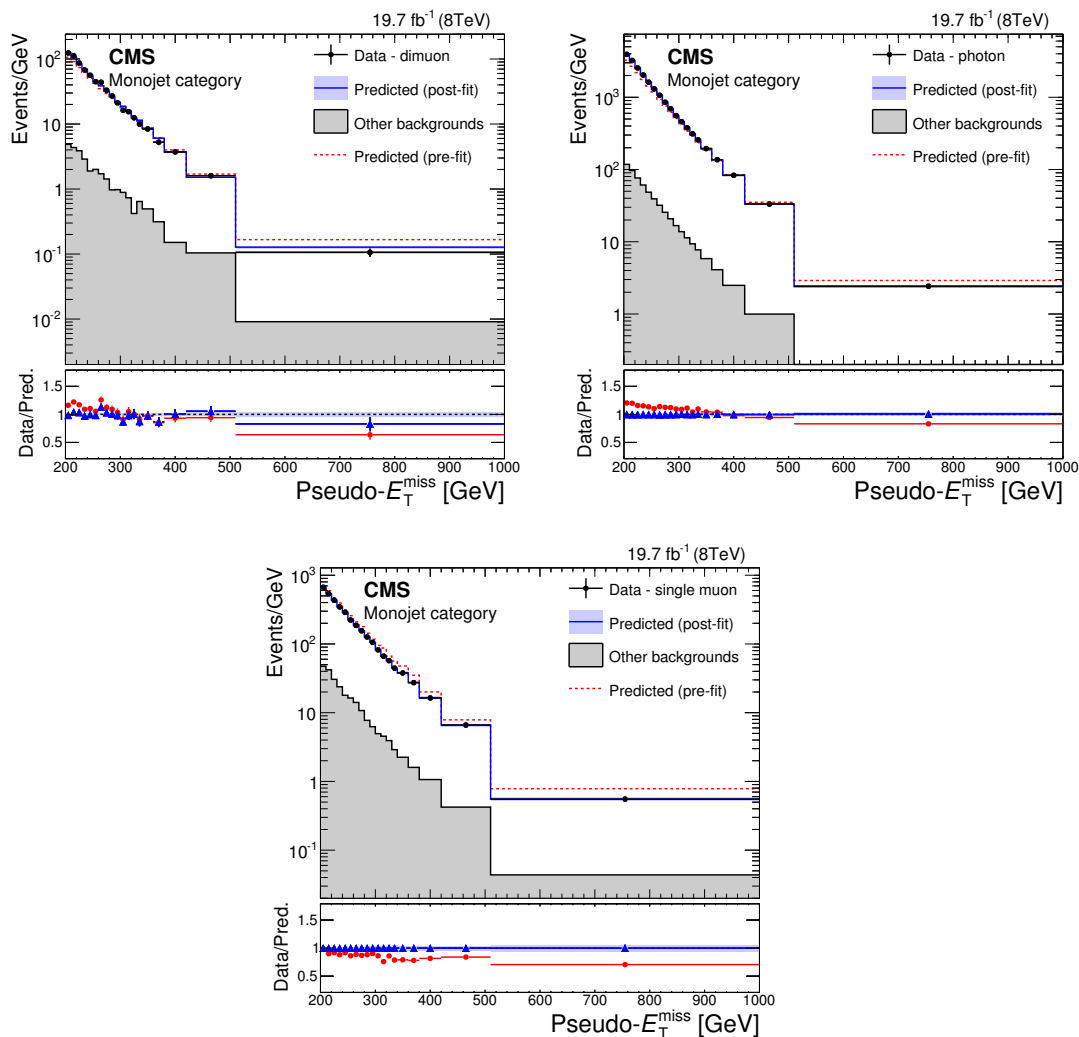 19.7 fb⁻¹ (8TeV)
CMS
Monojet category
Data - dimuon
Predicted (post-fit)
Other backgrounds
Predicted (pre-fit)
Events/GeV
10²
10
1
10⁻¹
10⁻²
Data/Pred.
1.5
1
0.5
200 300 400 500 600 700 800 900 1000
Pseudo-E_T^miss [GeV]
19.7 fb⁻¹ (8TeV)
CMS
Monojet category
Data - photon
Predicted (post-fit)
Other backgrounds
Predicted (pre-fit)
Events/GeV
10³
10²
10
1
Data/Pred.
1.5
1
0.5
200 300 400 500 600 700 800 900 1000
Pseudo-E_T^miss [GeV]
19.7 fb⁻¹ (8TeV)
CMS
Monojet category
Data - single muon
Predicted (post-fit)
Other backgrounds
Predicted (pre-fit)
Events/GeV
10³
10²
10
1
10⁻¹
Data/Pred.
1.5
1
0.5
200 300 400 500 600 700 800 900 1000
Pseudo-E_T^miss [GeV]